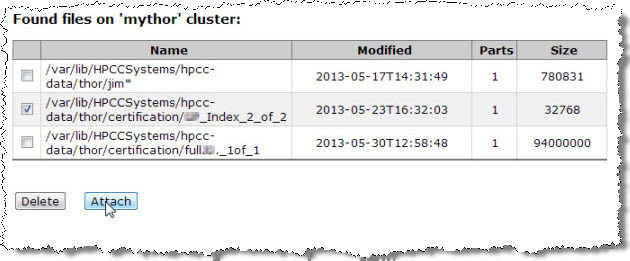 Found files on 'mythor' cluster:
Name Modified Parts Size
/var/lib/HPCCSystems/hpcc-
data/thor/jim" 2013-05-17T14:31:49 1 780831
/var/lib/HPCCSystems/hpcc-
data/thor/certification/ _Index_2_of_2 2013-05-23T16:32:03 1 32768
/var/lib/HPCCSystems/hpcc-
data/thor/certification/full ._1of_1 2013-05-30T12:58:48 1 94000000
Delete Attach